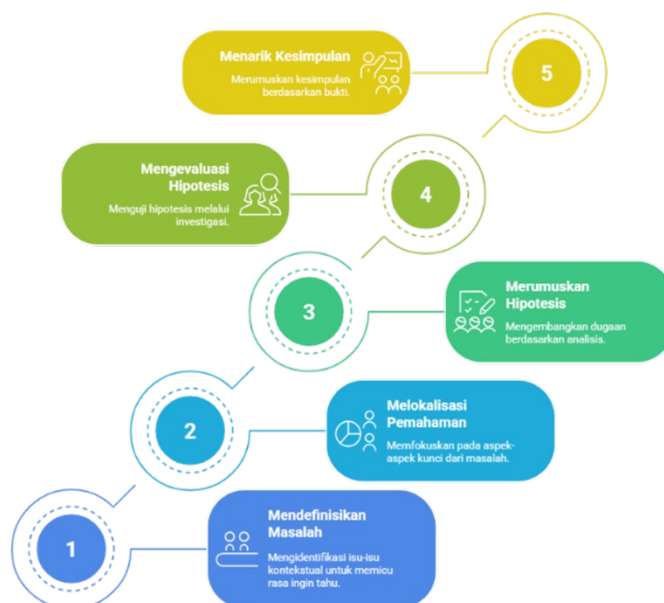 Menarik Kesimpulan
Merumuskan kesimpulan
berdasarkan bukti.
5
Mengevaluasi
Hipotesis
Menguji hipotesis melalui
investigasi.
4
3
Merumuskan
Hipotesis
Mengembangkan dugaan
berdasarkan analisis.
2
Melokalisasi
Pemahaman
Memfokuskan pada aspek-
aspek kunci dari masalah.
1
Mendefinisikan
Masalah
Mengidentifikasi isu-isu
kontekstual untuk memicu
rasa ingin tahu.